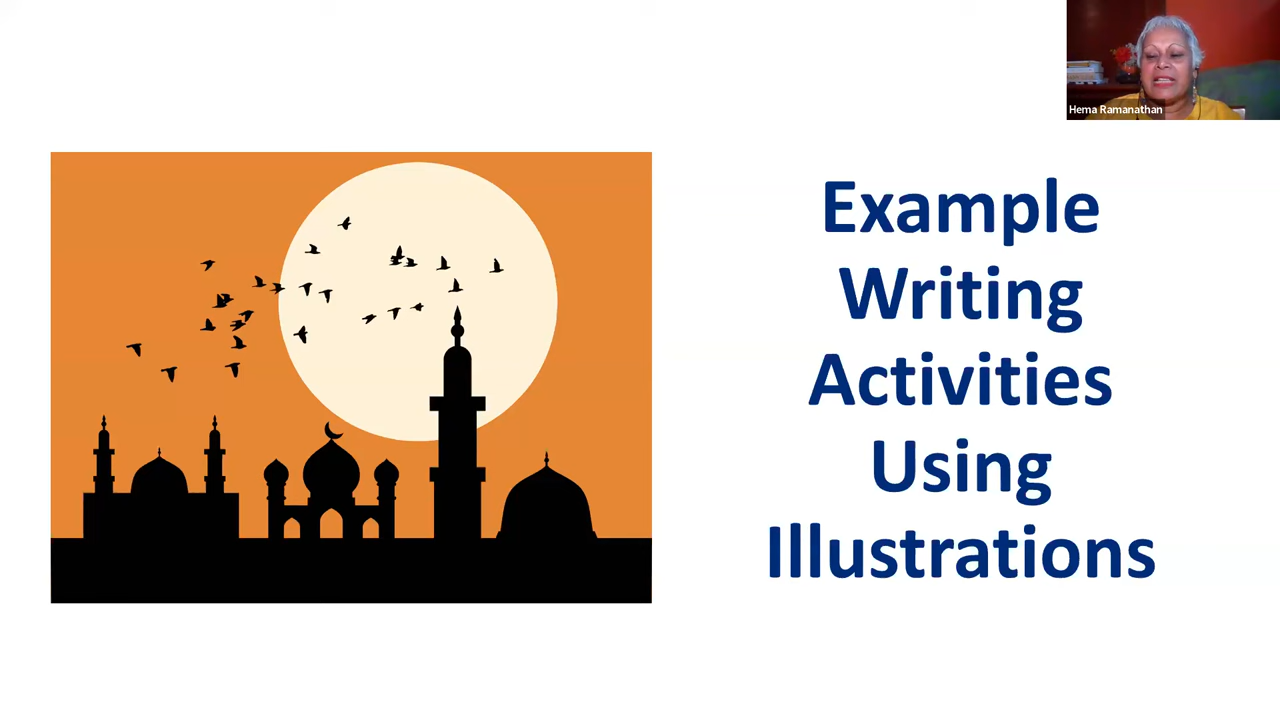 Hema Ramanathan
Example
Writing
Activities
Using
Illustrations